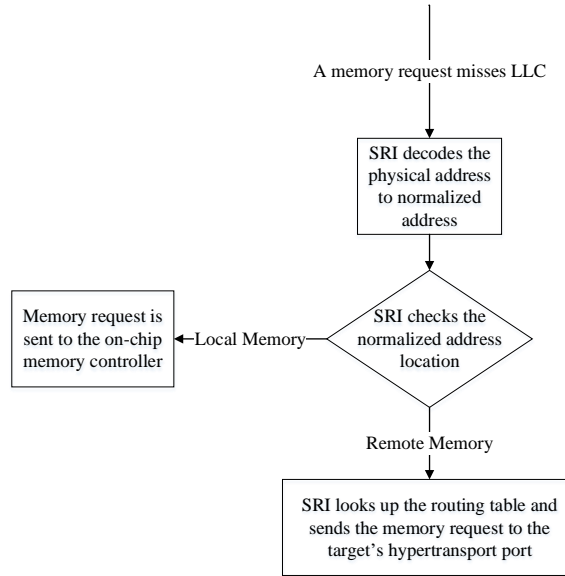 A memory request misses LLC
SRI decodes the
physical address
to normalized
address
SRI checks the
normalized address
location
Local Memory
Memory request is
sent to the on-chip
memory controller
Remote Memory
SRI looks up the routing table and
sends the memory request to the
target’s hypertransport port